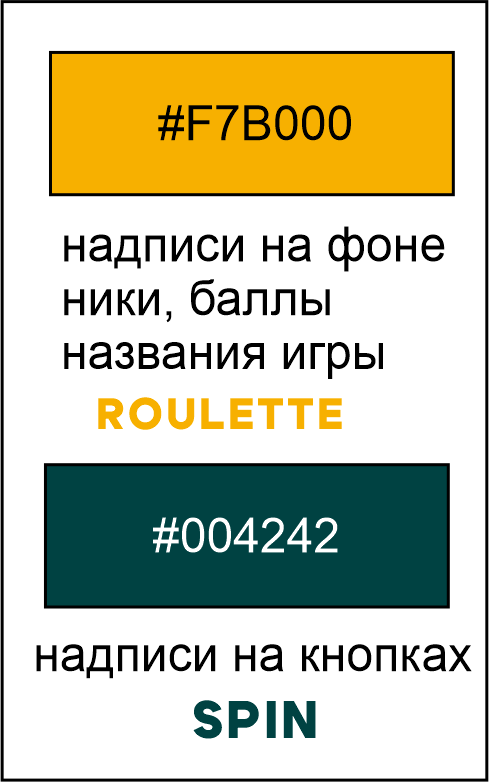 #F7B000
надписи на фоне
ники, баллы
названия игры
ROULETTE
#004242
надписи на кнопках
SPIN